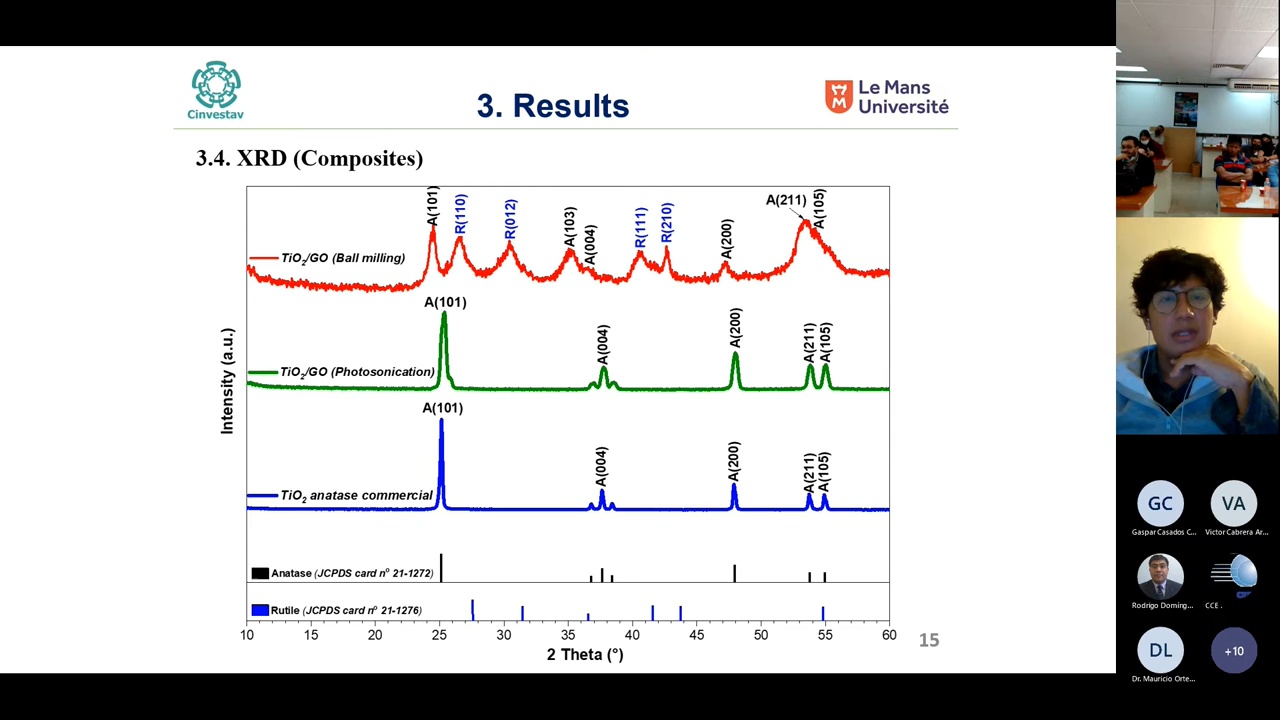 Cinvestav
3. Results
Le Mans
Université
3.4. XRD (Composites)
A(101)
R(110)
R(012)
A(103)
A(004)
R(111)
R(210)
A(200)
A(211)
A(105)
TiO2/GO (Ball milling)
A(101)
A(004)
A(200)
A(211)
A(105)
TiO2/GO (Photosonication)
A(101)
A(004)
A(200)
A(211)
A(105)
TiO2 anatase commercial
Anatase (JCPDS card nº 21-1272)
Rutile (JCPDS card nº 21-1276)
Intensity (a.u.)
10 15 20 25 30 35 40 45 50 55 60
2 Theta (°)
15
GC
VA
Gaspar Casados C...
Victor Cabrera Ar...
Rodrigo Doming...
CCE .
DL
+10
Dr. Mauricio Orte...